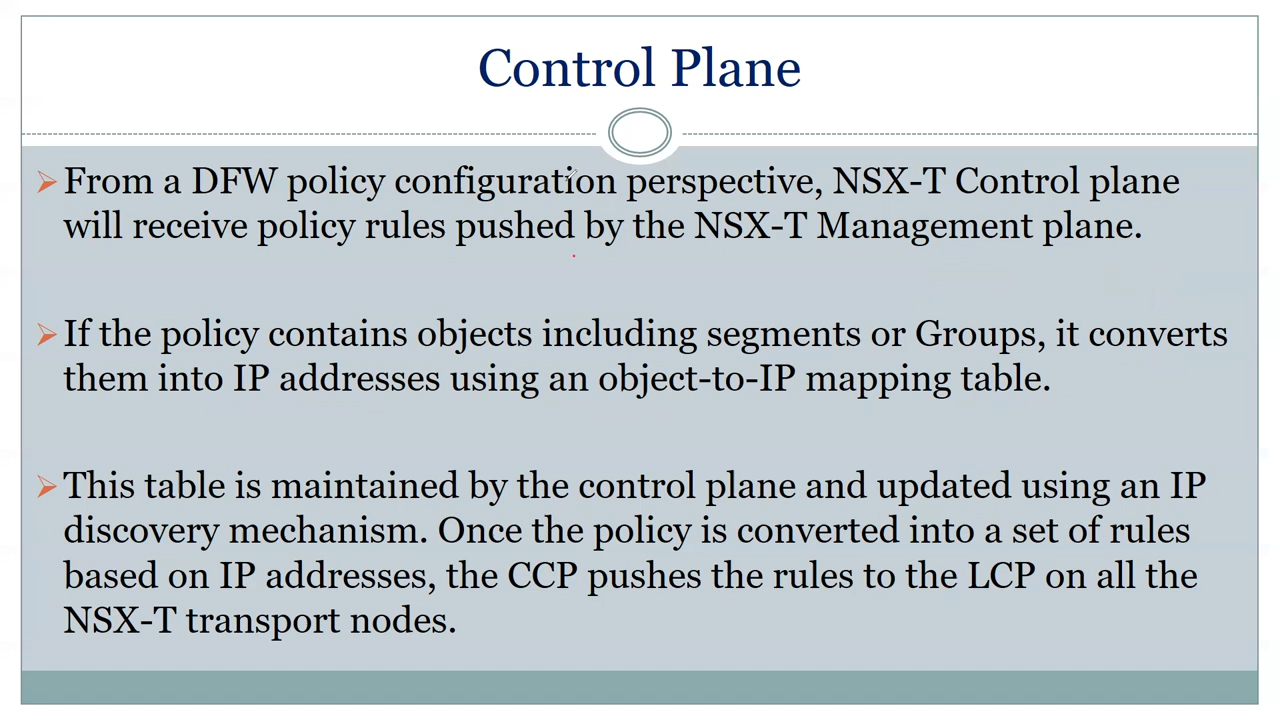 Control Plane
From a DFW policy configuration perspective, NSX-T Control plane
will receive policy rules pushed by the NSX-T Management plane.
If the policy contains objects including segments or Groups, it converts
them into IP addresses using an object-to-IP mapping table.
This table is maintained by the control plane and updated using an IP
discovery mechanism. Once the policy is converted into a set of rules
based on IP addresses, the CCP pushes the rules to the LCP on all the
NSX-T transport nodes.